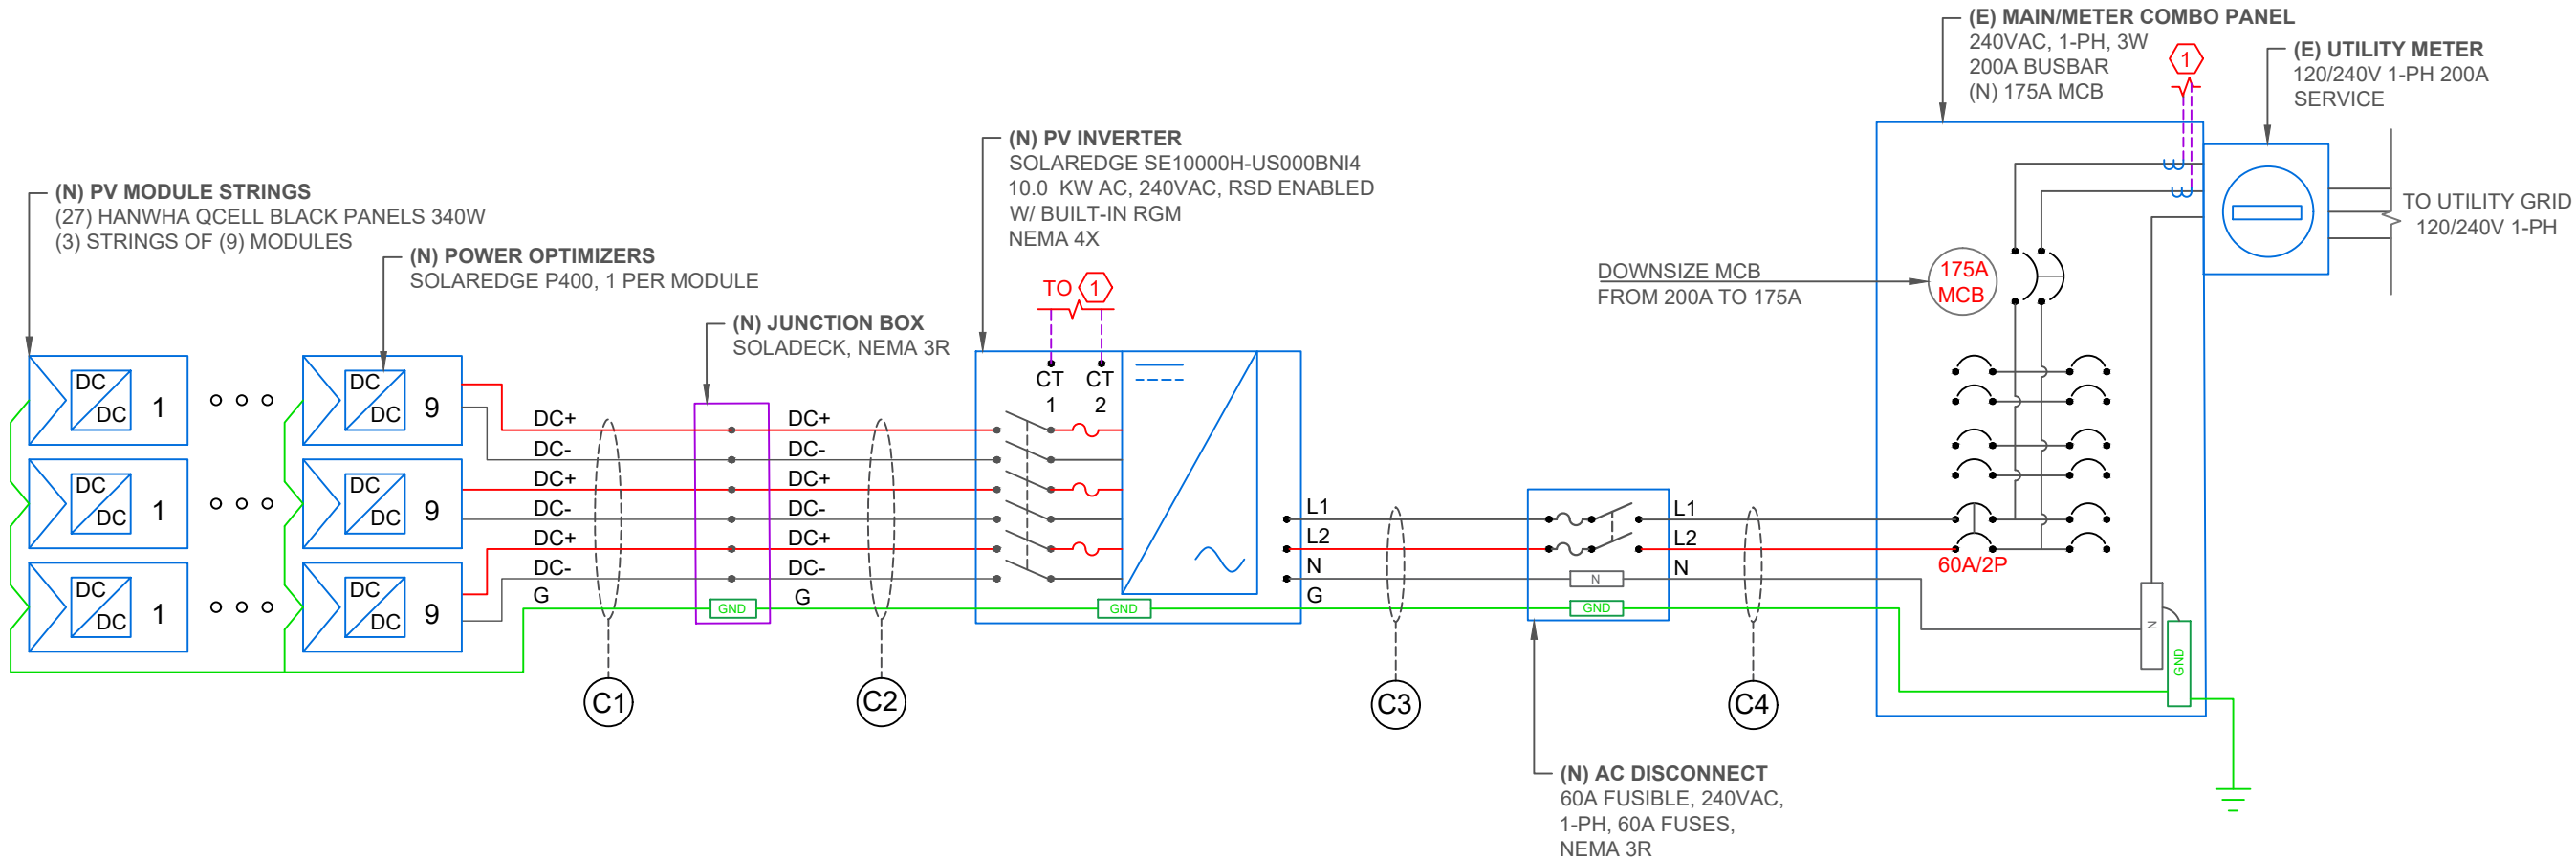 (E) MAIN/METER COMBO PANEL
240VAC, 1-PH, 3W
200A BUSBAR
(N) 175A MCB
1
(E) UTILITY METER
120/240V 1-PH 200A
SERVICE
TO UTILITY GRID
120/240V 1-PH
(N) PV INVERTER
SOLAREDGE SE10000H-US000BNI4
10.0 KW AC, 240VAC, RSD ENABLED
W/ BUILT-IN RGM
NEMA 4X
(N) PV MODULE STRINGS
(27) HANWHA QCELL BLACK PANELS 340W
(3) STRINGS OF (9) MODULES
(N) POWER OPTIMIZERS
SOLAREDGE P400, 1 PER MODULE
(N) JUNCTION BOX
SOLADECK, NEMA 3R
TO 1
DOWNSIZE MCB
FROM 200A TO 175A
175A
MCB
CT CT
1 2
DC
DC
1
DC
DC
9
DC
DC
1
DC
DC
9
DC
DC
1
DC
DC
9
DC+
DC-
DC+
DC-
DC+
DC-
G
GND
DC+
DC-
DC+
DC-
DC+
DC-
G
GND
L1
L2
N
G
N
GND
L1
L2
N
60A/2P
N
GND
C1
C2
C3
C4
(N) AC DISCONNECT
60A FUSIBLE, 240VAC,
1-PH, 60A FUSES,
NEMA 3R